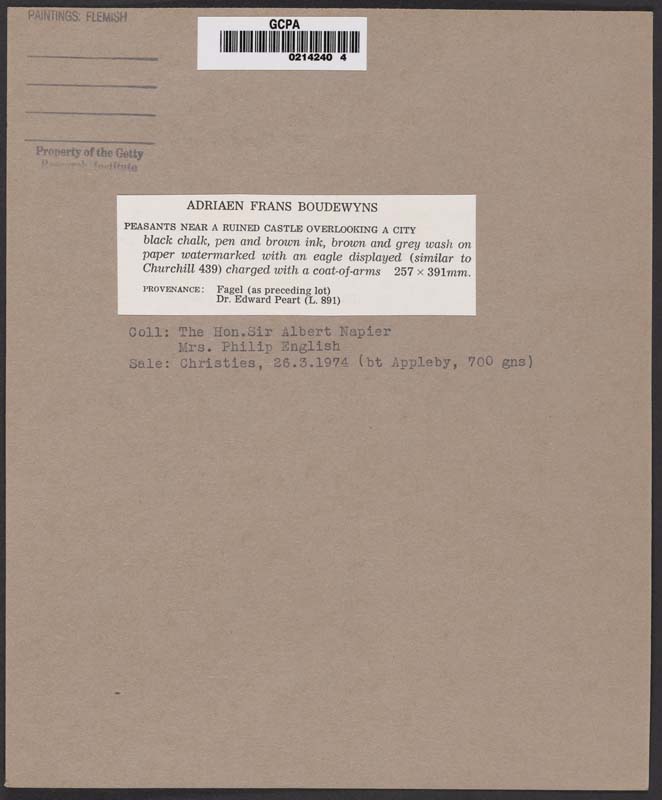 PAINTINGS: FLEMISH
GCPA
0214240 4
Property of the Getty
Research Institute
ADRIAEN FRANS BOUDEWYNS
PEASANTS NEAR A RUINED CASTLE OVERLOOKING A CITY
black chalk, pen and brown ink, brown and grey wash on
paper watermarked with an eagle displayed (similar to
Churchill 439) charged with a coat-of-arms 257 × 391mm.
PROVENANCE: Fagel (as preceding lot)
Dr. Edward Peart (L. 891)
Coll: The Hon.Sir Albert Napier
Mrs. Philip English
Sale: Christies, 26.3.1974 (bt Appleby, 700 gns)